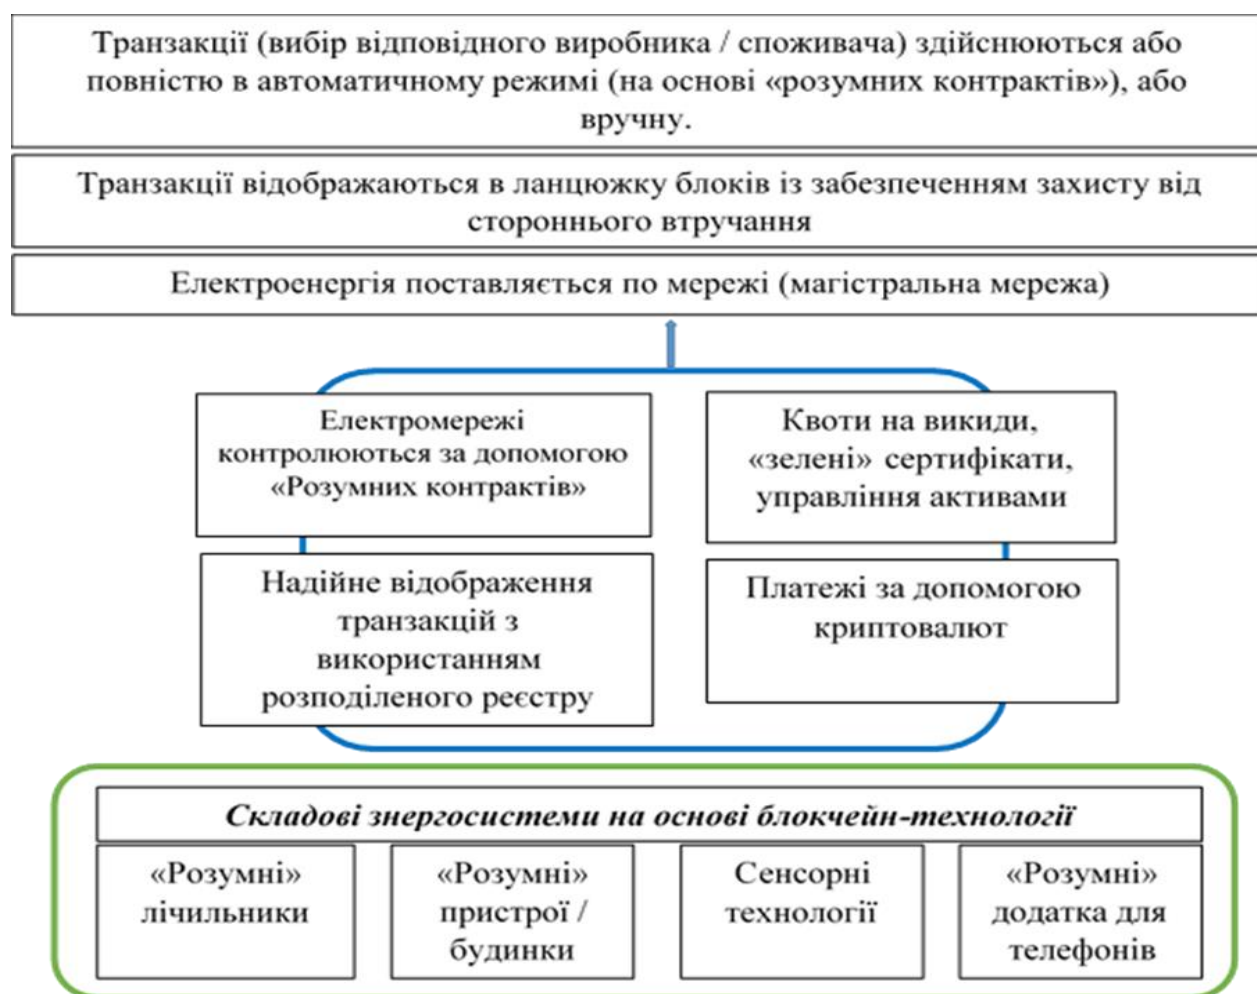 Транзакції (вибір відповідного виробника / споживача) здійснюються або
повністю в автоматичному режимі (на основі «розумних контрактів»), або
вручну.
Транзакції відображаються в ланцюжку блоків із забезпеченням захисту від
стороннього втручання
Електроенергія поставляється по мережі (магістральна мережа)
Електромережі
контролюються за допомогою
«Розумних контрактів»
Квоти на викиди,
«зелені» сертифікати,
управління активами
Надійне відображення
транзакцій з
використанням
розподіленого реєстру
Платежі за допомогою
криптовалют
Складові знергосистеми на основі блокчейн-технології
«Розумні»
лічильники
«Розумні»
пристрої /
будинки
Сенсорні
технології
«Розумні»
додатка для
телефонів